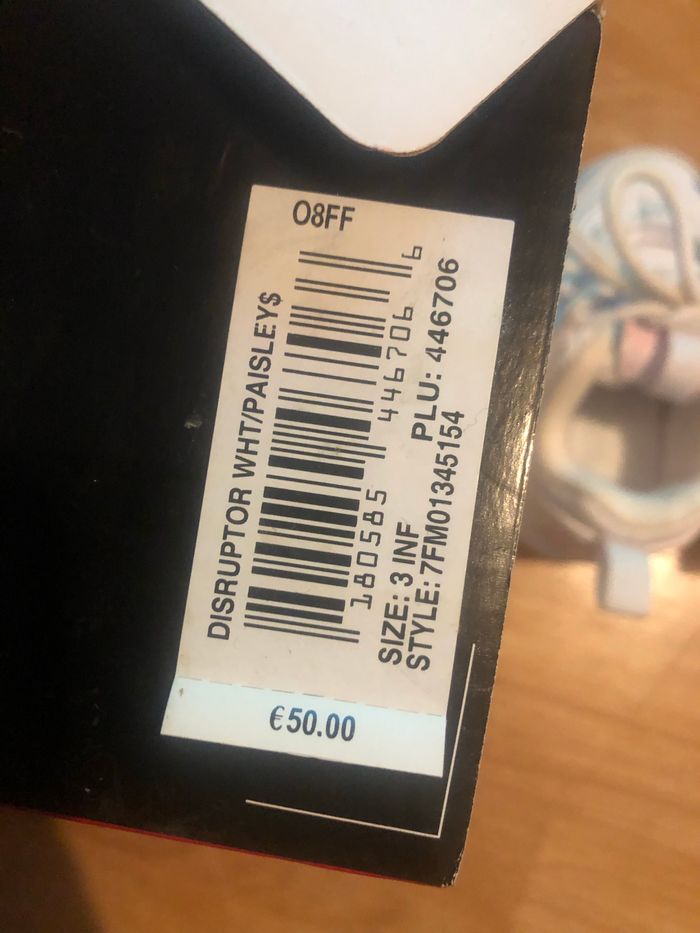 O8FF
DISRUPTOR WHT/PAISLEY$
180585 446706 6
SIZE: 3 INF PLU: 446706
STYLE: 7FM01345154
€50.00